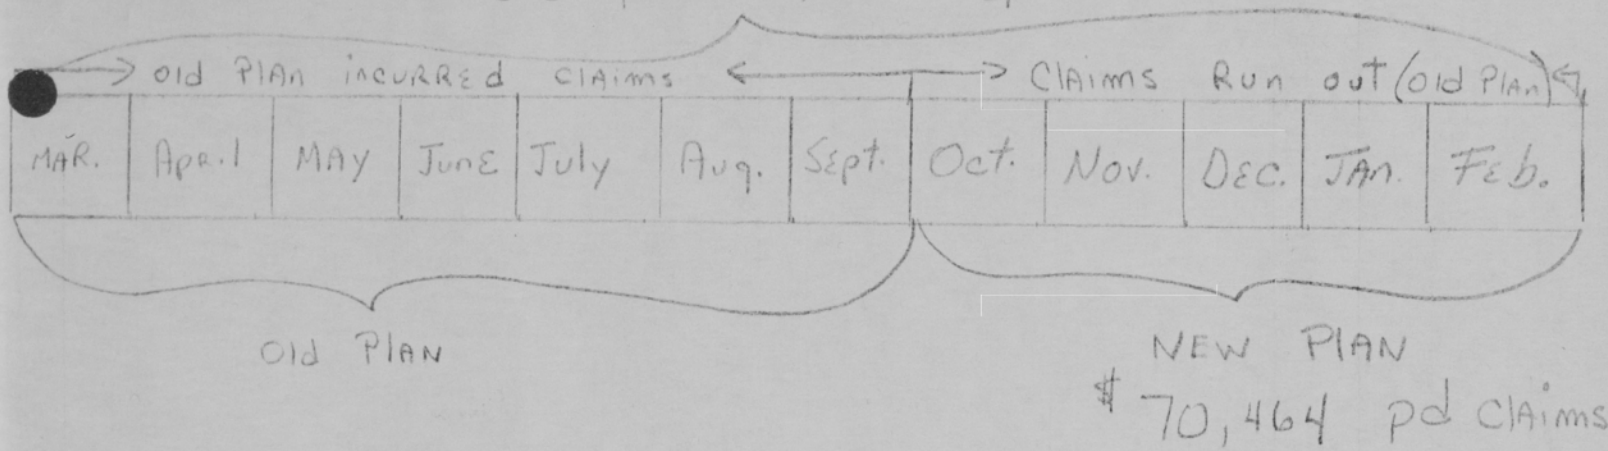 old PlAN incuRREd clAims ClAims Run out (old PlAn)
MAR. ApR.l MAY JunE July Aug. SEpt. Oct. Nov. DEC. JAn. FEb.
Old PlAN NEW PlAN
$ 70,464 pd ClAims